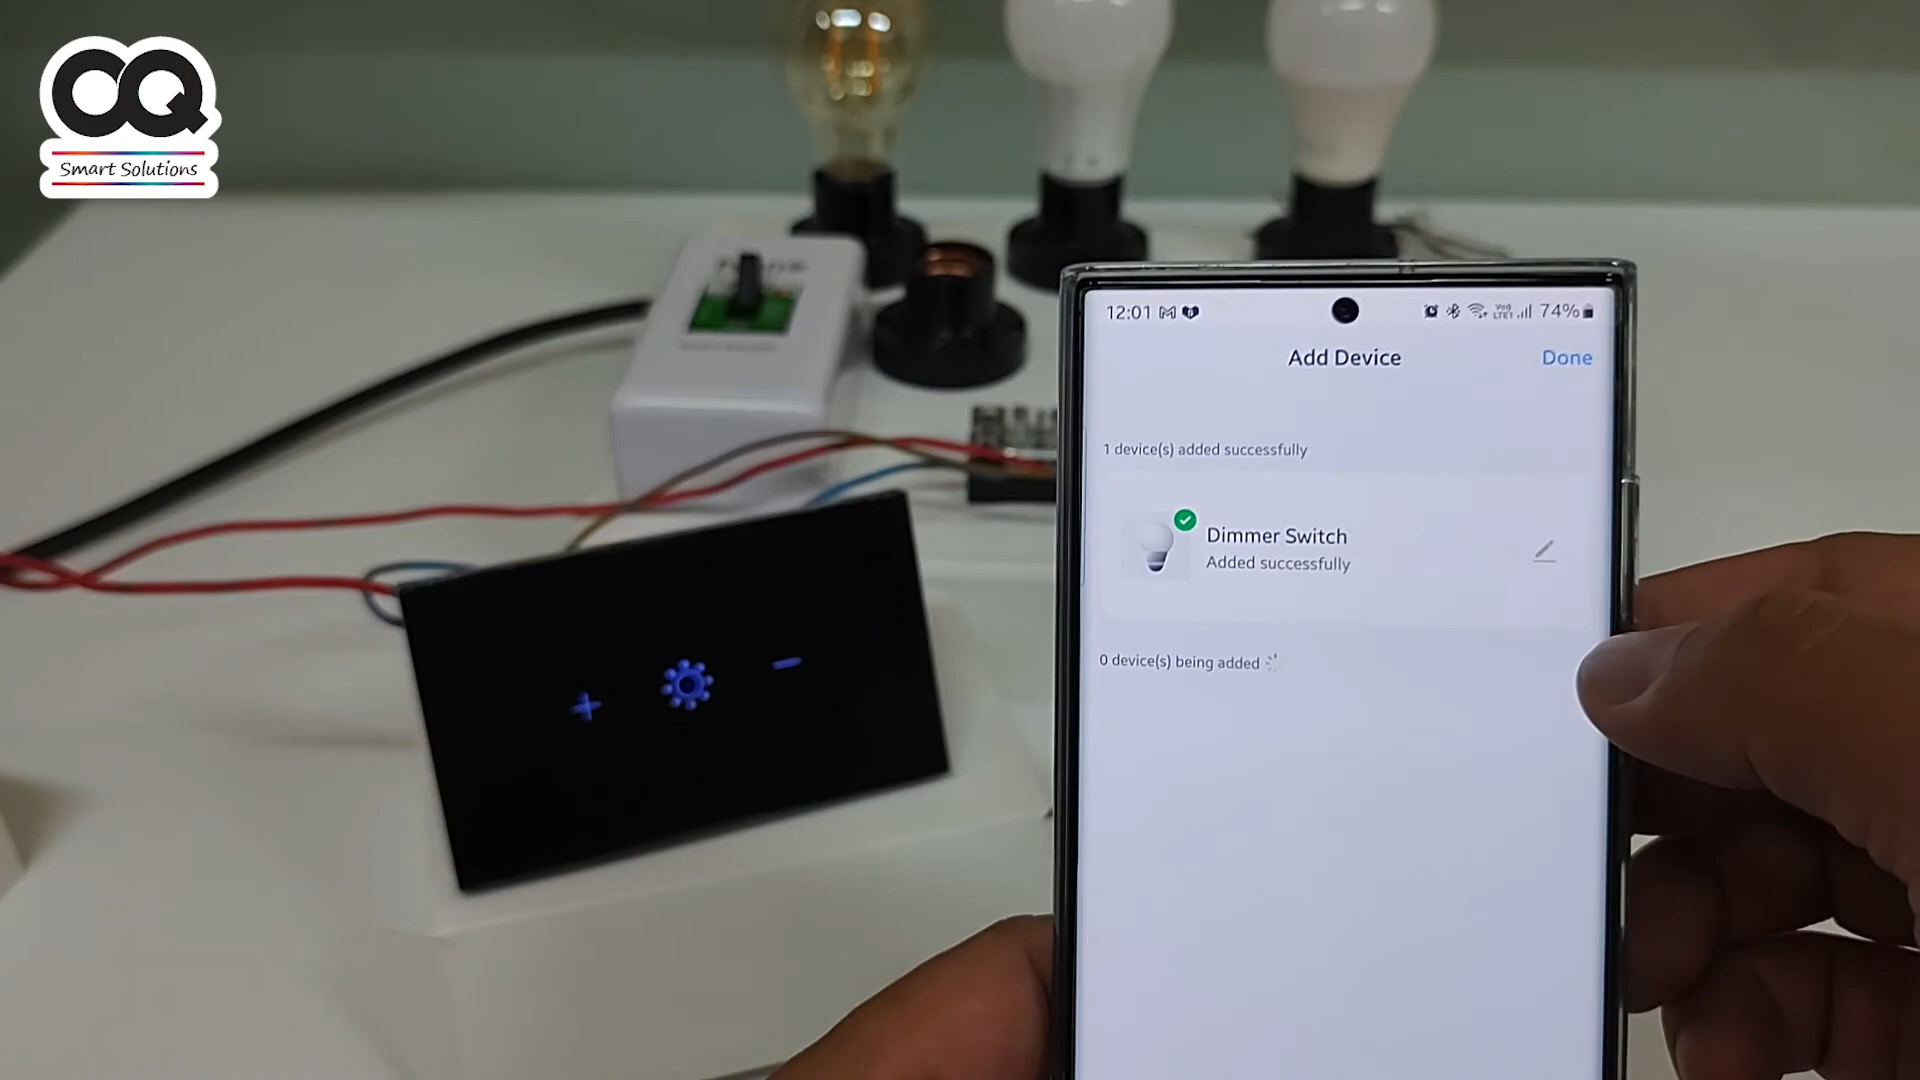 OQ
Smart Solutions
12:01
74%
Add Device
Done
1 device(s) added successfully
Dimmer Switch
Added successfully
0 device(s) being added